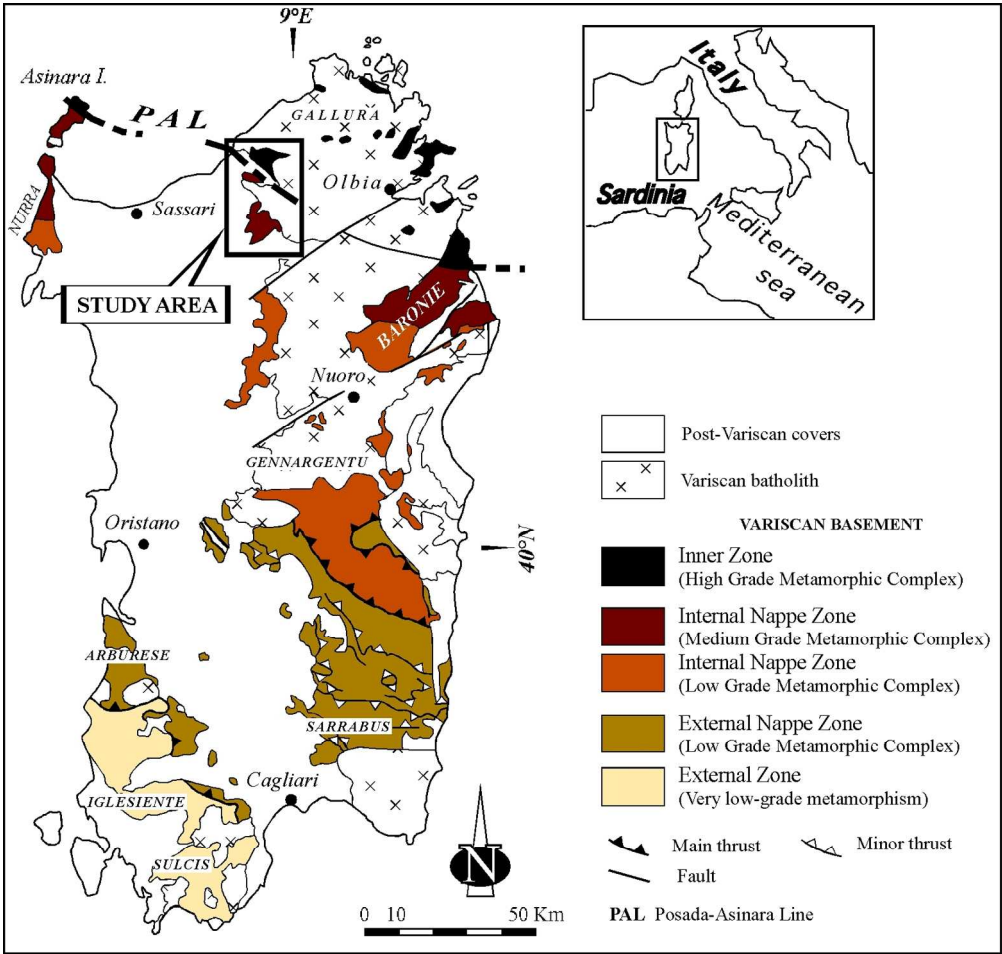 9°E
Asinara I.
PAL
GALLURA
NURRA
Sassari
Olbia
STUDY AREA
BARONIE
Nuoro
GENNARGENTU
Oristano
40°N
ARBURESE
SARRABUS
IGLESIENTE
Cagliari
SULCIS
N
0 10 50 Km
Italy
Sardinia
Mediterranean
sea
Post-Variscan covers
Variscan batholith
VARISCAN BASEMENT
Inner Zone
(High Grade Metamorphic Complex)
Internal Nappe Zone
(Medium Grade Metamorphic Complex)
Internal Nappe Zone
(Low Grade Metamorphic Complex)
External Nappe Zone
(Low Grade Metamorphic Complex)
External Zone
(Very low-grade metamorphism)
Main thrust
Minor thrust
Fault
PAL Posada-Asinara Line